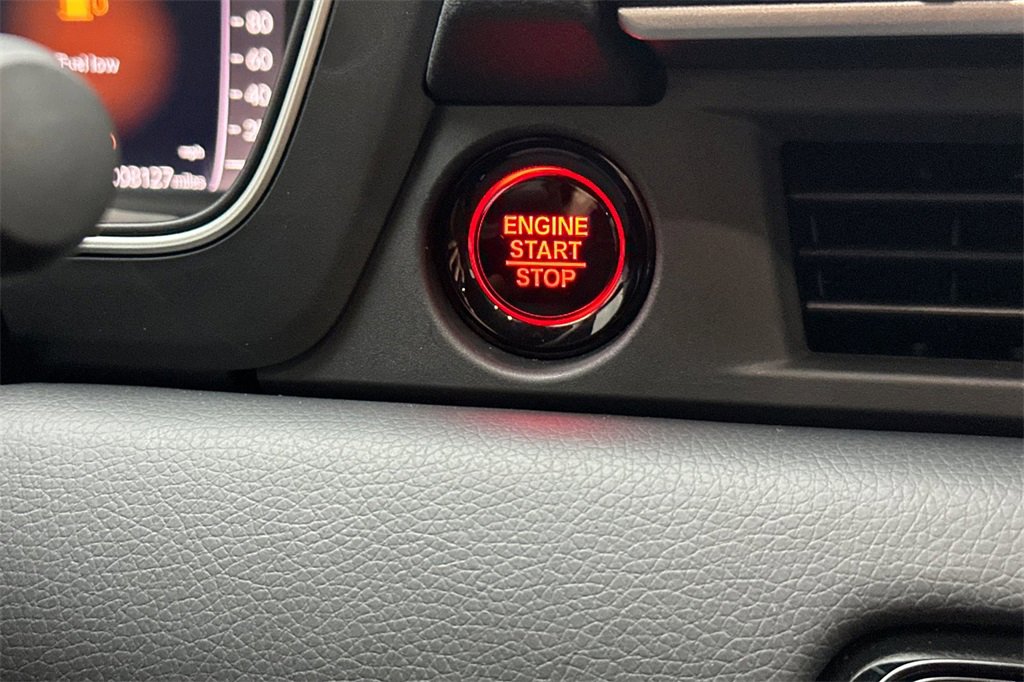 Fuel low
80
60
40
mph
miles
ENGINE
START
STOP